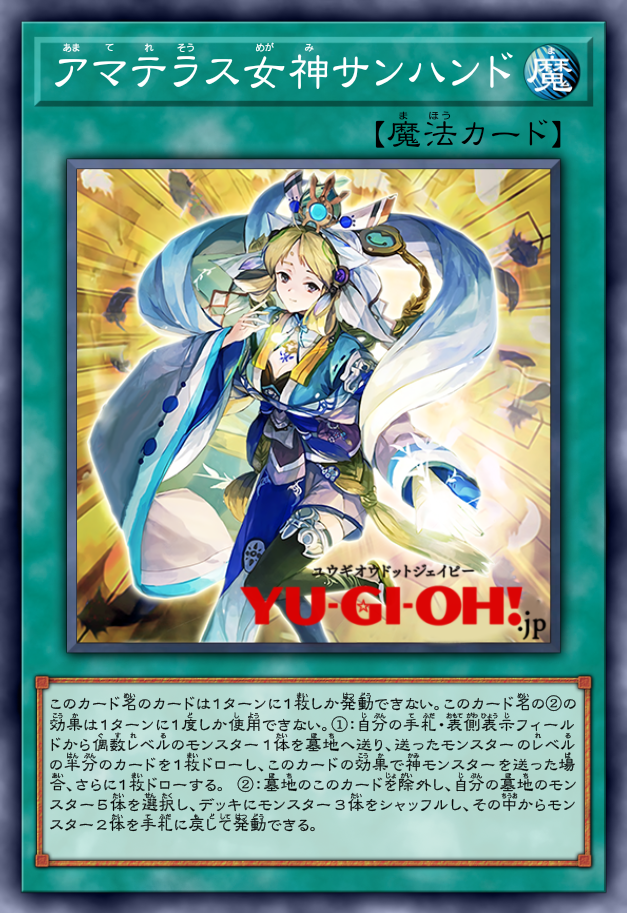 アマテラス女神サンハンド 魔
【魔法カード】
ユウギオウドットジェイピー
YU-GI-OH!.jp
このカード名のカードは1ターンに1枚しか発動できない。このカード名の②の
効果は1ターンに1度しか使用できない。①：自分の手札・表側表示フィール
ドから偶数レベルのモンスター1体を墓地へ送り、送ったモンスターのレベル
の半分のカードを1枚ドローし、このカードの効果で神モンスターを送った場
合、さらに1枚ドローする。 ②：墓地のこのカードを除外し、自分の墓地のモン
スター５体を選択し、デッキにモンスター３体をシャッフルし、その中からモン
スター２体を手札に戻して発動できる。